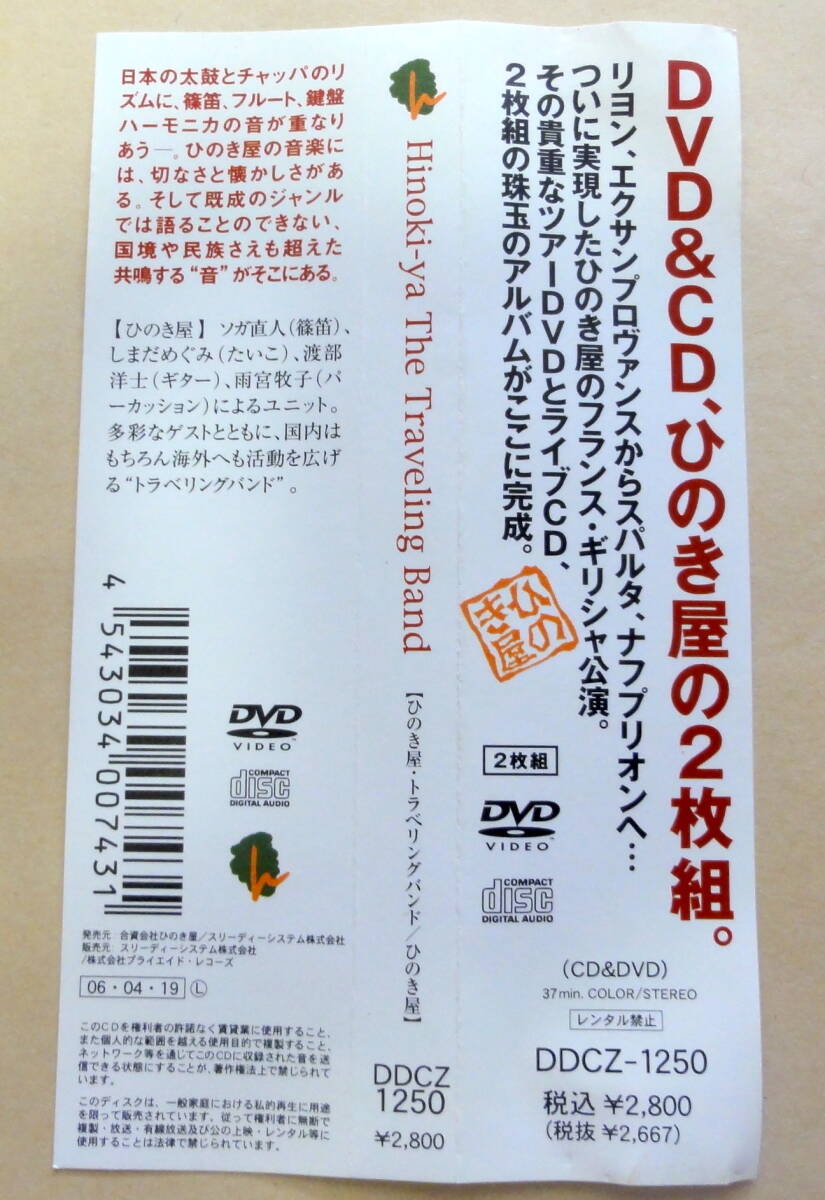 DVD&CD、ひのき屋の2枚組。
リヨン、エクサンプロヴァンスからスパルタ、ナフプリオンへ…
ついに実現したひのき屋のフランス・ギリシャ公演。
その貴重なツアーDVDとライブCD、
2枚組の珠玉のアルバムがここに完成。
ひの
き屋
2枚組
DVD
VIDEO™
COMPACT
disc
DIGITAL AUDIO
(CD&DVD)
37min. COLOR/STEREO
レンタル禁止
DDCZ-1250
税込 ¥2,800
(税抜 ¥2,667)
h
Hinoki-ya The Traveling Band
【ひのき屋・トラベリングバンド/ひのき屋】
DDCZ
1250
¥2,800
日本の太鼓とチャッパのリ
ズムに、篠笛、フルート、鍵盤
ハーモニカの音が重なり
あう―。ひのき屋の音楽に
は、切なさと懐かしさがあ
る。そして既成のジャンル
では語ることのできない、
国境や民族さえも超えた
共鳴する“音”がそこにある。
【ひのき屋】 ソガ直人(篠笛)、
しまだめぐみ(たいこ)、渡部
洋士(ギター)、雨宮牧子(パ
ーカッション)によるユニット。
多彩なゲストとともに、国内は
もちろん海外へも活動を広げ
る“トラベリングバンド”。
4 543034 007431
DVD
VIDEO™
COMPACT
disc
DIGITAL AUDIO
h
発売元：合資会社ひのき屋/スリーディーシステム株式会社
販売元：スリーディーシステム株式会社
/株式会社ブライエイド・レコーズ
06・04・19 Ⓛ
このCDを権利者の許諾なく賃貸業に使用すること、
また個人的な範囲を越える使用目的で複製すること、
ネットワーク等を通じてこのCDに収録された音を送
信できる状態にすることが、著作権法上で禁じられて
います。
このディスクは、一般家庭における私的再生に用途
を限って販売されています。従って権利者に無断で
複製・放送・有線放送及び公の上映・レンタル等に
使用することは法律で禁じられています。